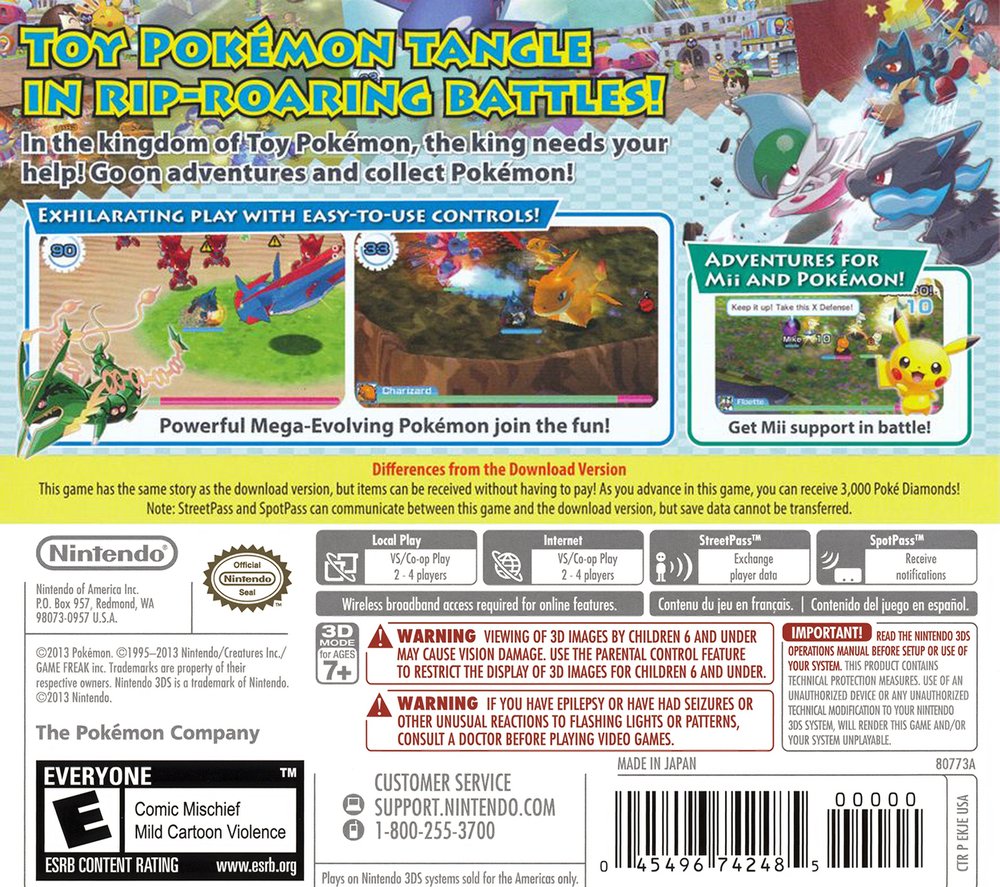 TOY POKÉMON TANGLE
IN RIP-ROARING BATTLES!
In the kingdom of Toy Pokémon, the king needs your
help! Go on adventures and collect Pokémon!
EXHILARATING PLAY WITH EASY-TO-USE CONTROLS!
90
33
Charizard
Powerful Mega-Evolving Pokémon join the fun!
ADVENTURES FOR
Mii AND POKÉMON!
Keep it up! Take this X Defense!
10
Mike
10
Floette
Get Mii support in battle!
Differences from the Download Version
This game has the same story as the download version, but items can be received without having to pay! As you advance in this game, you can receive 3,000 Poké Diamonds!
Note: StreetPass and SpotPass can communicate between this game and the download version, but save data cannot be transferred.
Nintendo®
Nintendo of America Inc.
P.O. Box 957, Redmond, WA
98073-0957 U.S.A.
Official
Nintendo
Seal
TM
Local Play
VS/Co-op Play
2 - 4 players
Internet
VS/Co-op Play
2 - 4 players
StreetPass™
Exchange
player data
SpotPass™
Receive
notifications
Wireless broadband access required for online features.
Contenu du jeu en français.
Contenido del juego en español.
©2013 Pokémon. ©1995–2013 Nintendo/Creatures Inc./
GAME FREAK inc. Trademarks are property of their
respective owners. Nintendo 3DS is a trademark of Nintendo.
©2013 Nintendo.
The Pokémon Company
3D
MODE
for AGES
7+
WARNING VIEWING OF 3D IMAGES BY CHILDREN 6 AND UNDER
MAY CAUSE VISION DAMAGE. USE THE PARENTAL CONTROL FEATURE
TO RESTRICT THE DISPLAY OF 3D IMAGES FOR CHILDREN 6 AND UNDER.
WARNING IF YOU HAVE EPILEPSY OR HAVE HAD SEIZURES OR
OTHER UNUSUAL REACTIONS TO FLASHING LIGHTS OR PATTERNS,
CONSULT A DOCTOR BEFORE PLAYING VIDEO GAMES.
IMPORTANT! READ THE NINTENDO 3DS
OPERATIONS MANUAL BEFORE SETUP OR USE OF
YOUR SYSTEM. THIS PRODUCT CONTAINS
TECHNICAL PROTECTION MEASURES. USE OF AN
UNAUTHORIZED DEVICE OR ANY UNAUTHORIZED
TECHNICAL MODIFICATION TO YOUR NINTENDO
3DS SYSTEM, WILL RENDER THIS GAME AND/OR
YOUR SYSTEM UNPLAYABLE.
EVERYONE TM
E
Comic Mischief
Mild Cartoon Violence
ESRB CONTENT RATING www.esrb.org
CUSTOMER SERVICE
SUPPORT.NINTENDO.COM
1-800-255-3700
Plays on Nintendo 3DS systems sold for the Americas only.
MADE IN JAPAN
80773A
00000
0 45496 74248 5
CTR P EKJE USA